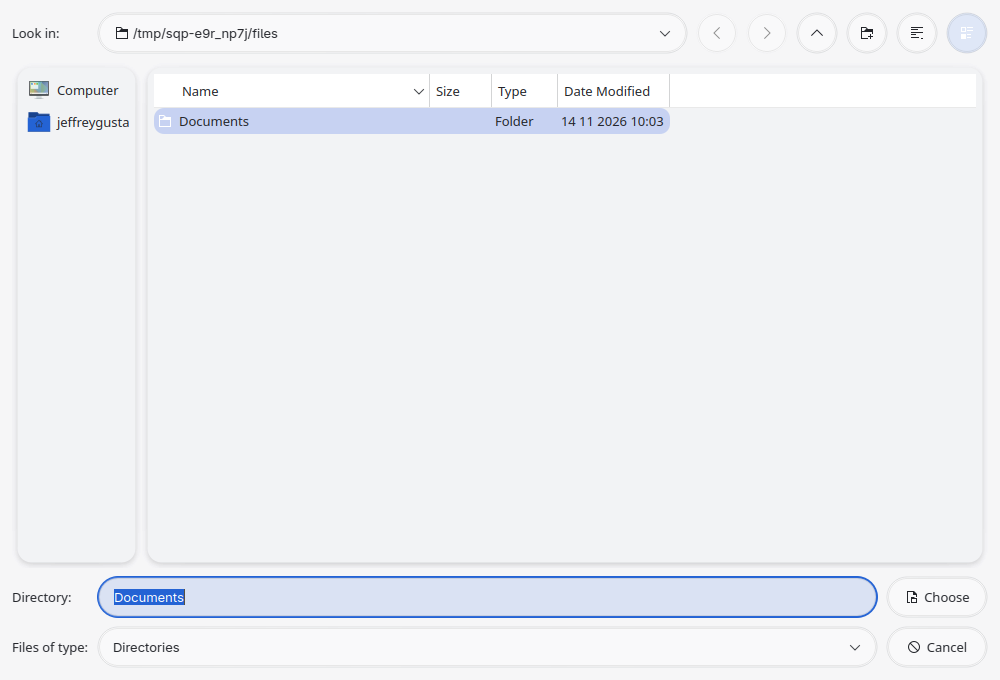 Look in:
/tmp/sqp-e9r_np7j/files
Computer
jeffreygusta
Name
Size
Type
Date Modified
Documents
Folder
14 11 2026 10:03
Directory:
Documents
Choose
Files of type:
Directories
Cancel